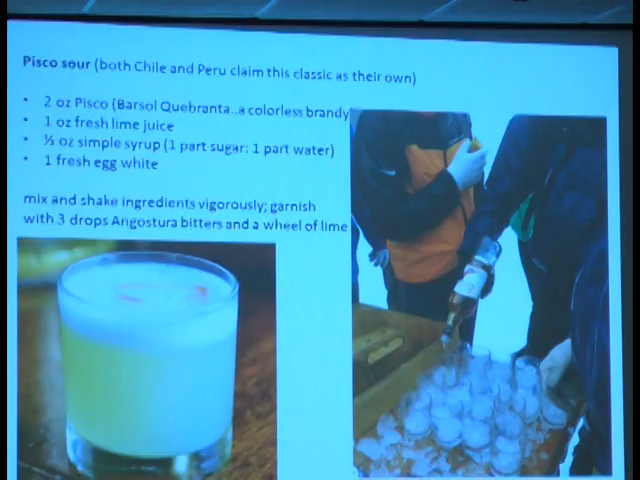 Pisco sour (both Chile and Peru claim this classic as their own)
• 2 oz Pisco (Barsol Quebranta..a colorless brandy
• 1 oz fresh lime juice
• ½ oz simple syrup (1 part sugar: 1 part water)
• 1 fresh egg white
mix and shake ingredients vigorously; garnish
with 3 drops Angostura bitters and a wheel of lime